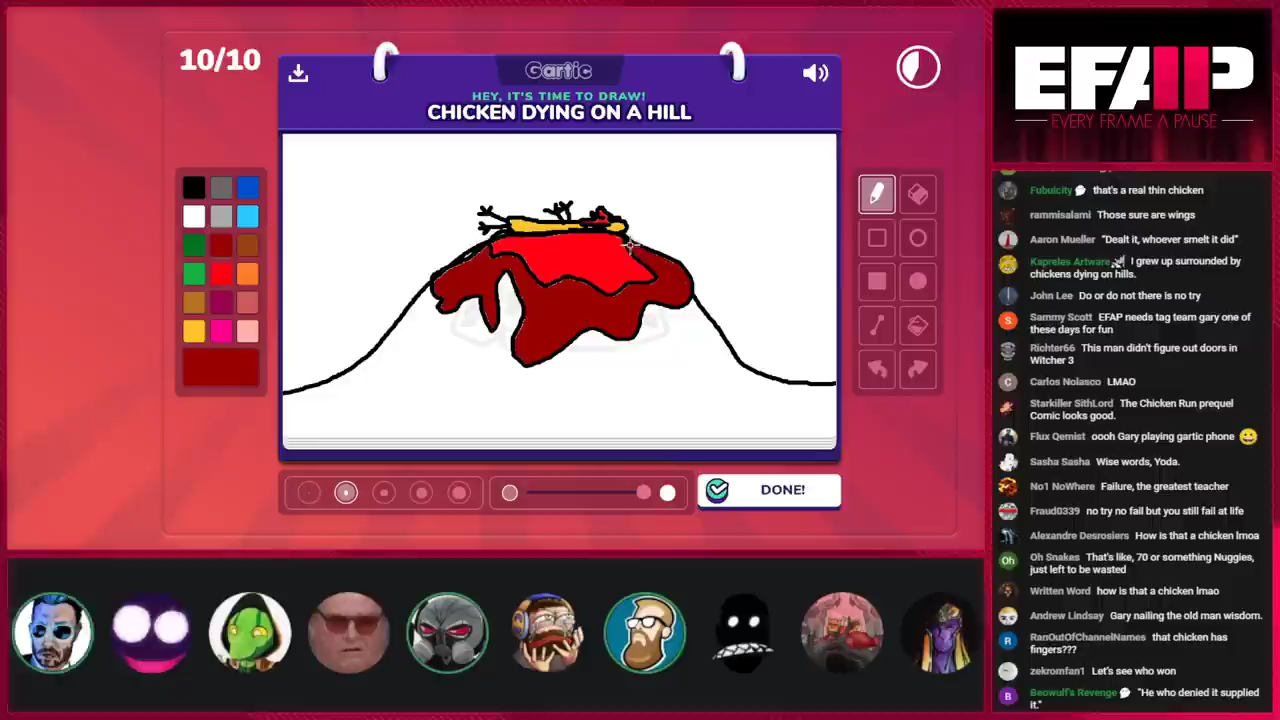 10/10
Gartic
HEY, IT'S TIME TO DRAW!
CHICKEN DYING ON A HILL
DONE!
EFAP
EVERY FRAME A PAUSE
Fubulcity that's a real thin chicken
rammisalami Those sure are wings
Aaron Mueller "Dealt it, whoever smelt it did"
Kapreles Artware I grew up surrounded by
chickens dying on hills.
John Lee Do or do not there is no try
Sammy Scott EFAP needs tag team gary one of
these days for fun
Richter66 This man didn't figure out doors in
Witcher 3
Carlos Nolasco LMAO
Starkiller SithLord The Chicken Run prequel
Comic looks good.
Flux Qemist oooh Gary playing gartic phone
Sasha Sasha Wise words, Yoda.
No1 NoWhere Failure, the greatest teacher
Fraud0339 no try no fail but you still fail at life
Alexandre Desrosiers How is that a chicken lmoa
Oh Snakes That's like, 70 or something Nuggies,
just left to be wasted
Written Word how is that a chicken lmao
Andrew Lindsay Gary nailing the old man wisdom.
RanOutOfChannelNames that chicken has
fingers???
zekromfan1 Let's see who won
Beowulf's Revenge "He who denied it supplied
it."
S
C
Oh
R
B